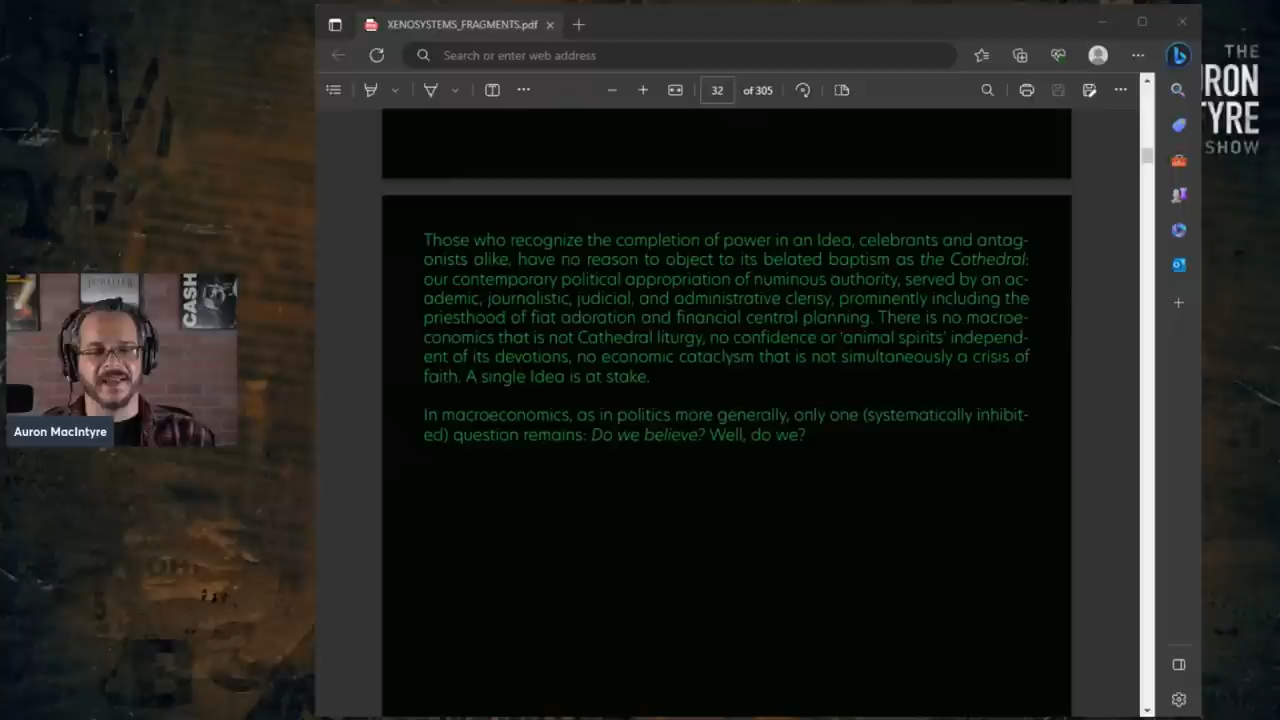 XENOSYSTEMS_FRAGMENTS.pdf
Search or enter web address
32 of 305
THE
RON
TYRE
SHOW
Those who recognize the completion of power in an Idea, celebrants and antag-
onists alike, have no reason to object to its belated baptism as the Cathedral:
our contemporary political appropriation of numinous authority, served by an ac-
ademic, journalistic, judicial, and administrative clerisy, prominently including the
priesthood of fiat adoration and financial central planning. There is no macroe-
conomics that is not Cathedral liturgy, no confidence or 'animal spirits' independ-
ent of its devotions, no economic cataclysm that is not simultaneously a crisis of
faith. A single Idea is at stake.
In macroeconomics, as in politics more generally, only one (systematically inhibit-
ed) question remains: Do we believe? Well, do we?
CASH
Auron MacIntyre